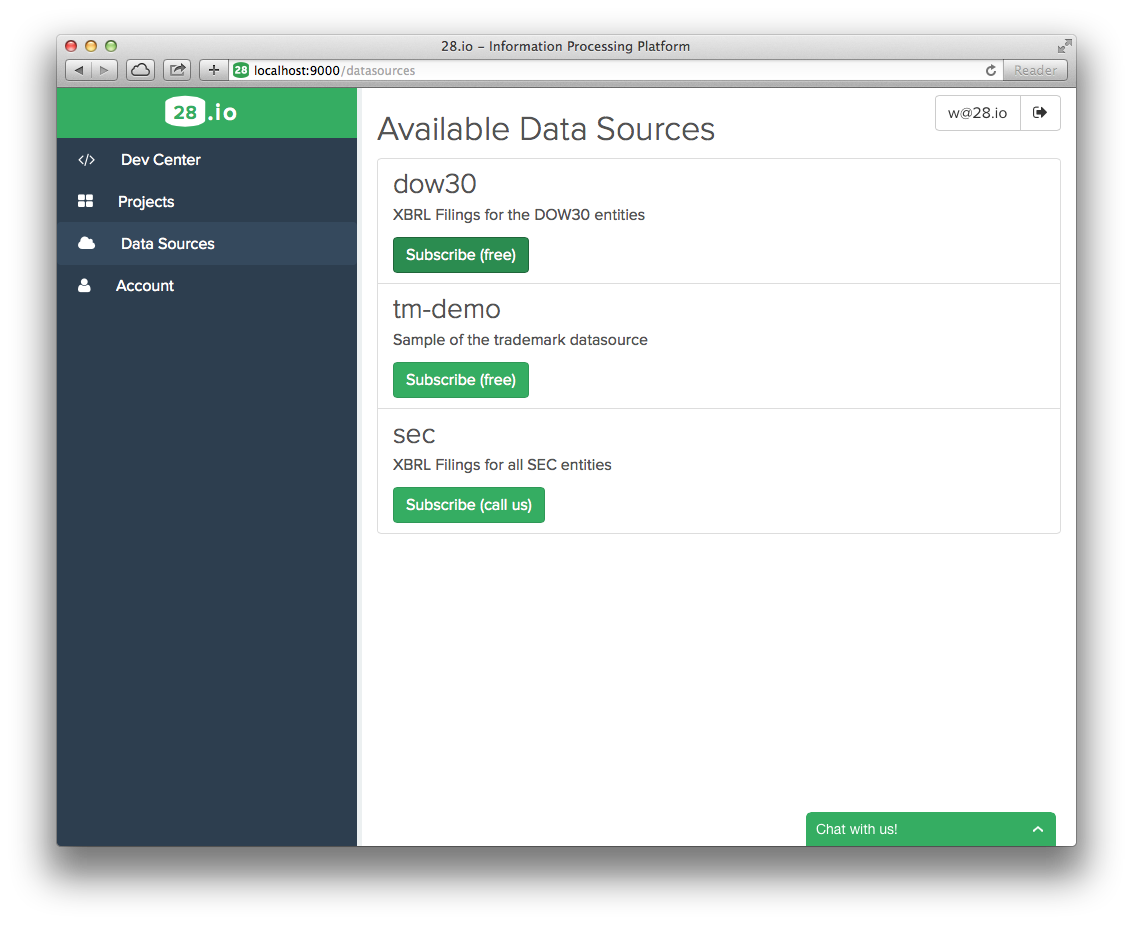 28.io – Information Processing Platform
28 localhost:9000/datasources
Reader
28.io
w@28.io
Dev Center
Projects
Data Sources
Account
Available Data Sources
dow30
XBRL Filings for the DOW30 entities
Subscribe (free)
tm-demo
Sample of the trademark datasource
Subscribe (free)
sec
XBRL Filings for all SEC entities
Subscribe (call us)
Chat with us!